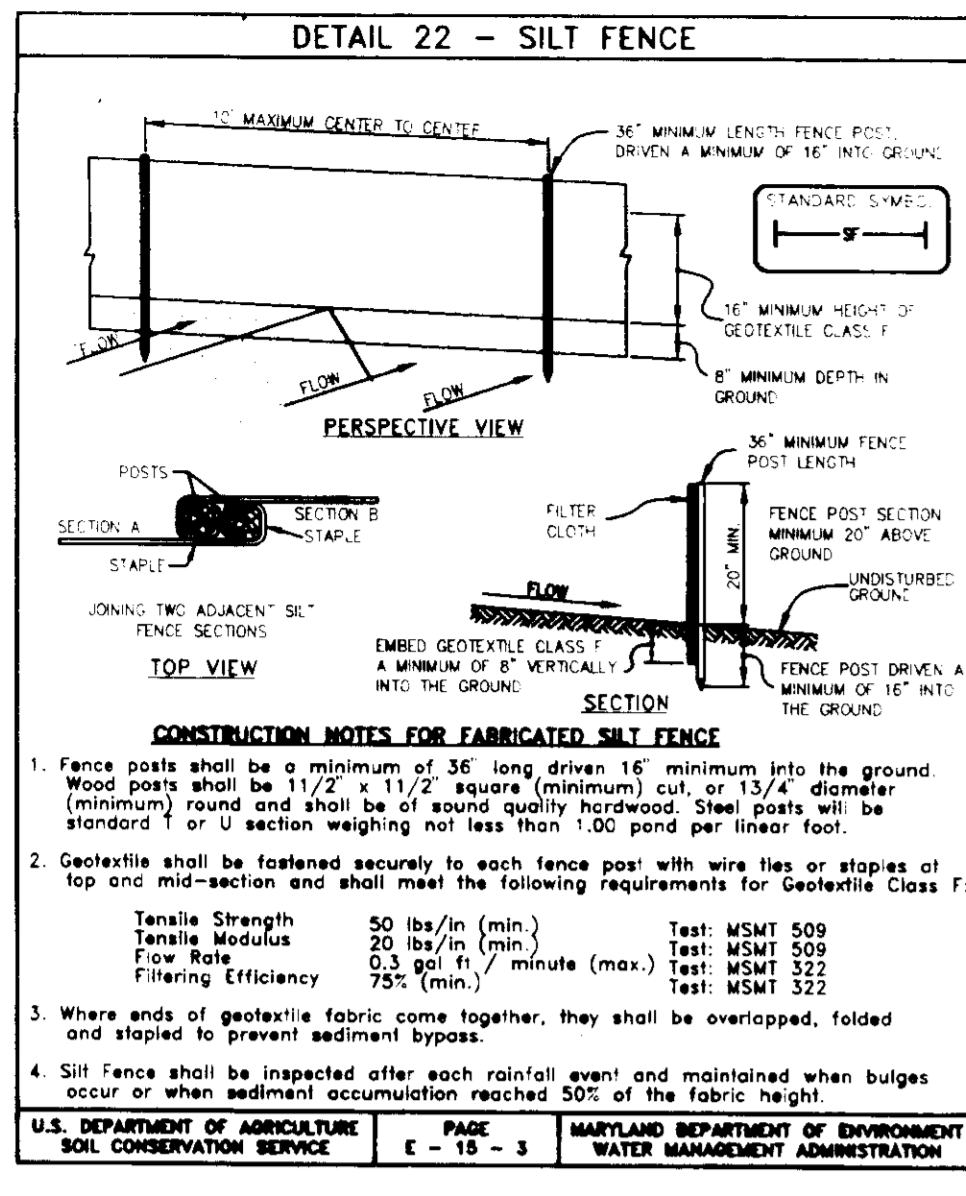 DETAIL 22 – SILT FENCE
10' MAXIMUM CENTER TO CENTER
36" MINIMUM LENGTH FENCE POST,
DRIVEN A MINIMUM OF 16" INTO GROUND
STANDARD SYMBOL
SF
16" MINIMUM HEIGHT OF
GEOTEXTILE CLASS F
8" MINIMUM DEPTH IN
GROUND
FLOW
FLOW
FLOW
PERSPECTIVE VIEW
36" MINIMUM FENCE
POST LENGTH
POSTS
SECTION A
SECTION B
STAPLE
STAPLE
JOINING TWO ADJACENT SILT
FENCE SECTIONS
TOP VIEW
FILTER
CLOTH
20" MIN.
FENCE POST SECTION
MINIMUM 20" ABOVE
GROUND
UNDISTURBED
GROUND
FLOW
EMBED GEOTEXTILE CLASS F
A MINIMUM OF 8" VERTICALLY
INTO THE GROUND
FENCE POST DRIVEN A
MINIMUM OF 16" INTO
THE GROUND
SECTION
CONSTRUCTION NOTES FOR FABRICATED SILT FENCE
1. Fence posts shall be a minimum of 36" long driven 16" minimum into the ground.
Wood posts shall be 11/2" x 11/2" square (minimum) cut, or 13/4" diameter
(minimum) round and shall be of sound quality hardwood. Steel posts will be
standard T or U section weighing not less than 1.00 pond per linear foot.
2. Geotextile shall be fastened securely to each fence post with wire ties or staples at
top and mid-section and shall meet the following requirements for Geotextile Class F:
Tensile Strength 50 lbs/in (min.) Test: MSMT 509
Tensile Modulus 20 lbs/in (min.) Test: MSMT 509
Flow Rate 0.3 gal ft / minute (max.) Test: MSMT 322
Filtering Efficiency 75% (min.) Test: MSMT 322
3. Where ends of geotextile fabric come together, they shall be overlapped, folded
and stapled to prevent sediment bypass.
4. Silt Fence shall be inspected after each rainfall event and maintained when bulges
occur or when sediment accumulation reached 50% of the fabric height.
U.S. DEPARTMENT OF AGRICULTURE
SOIL CONSERVATION SERVICE
PAGE
E – 15 – 3
MARYLAND DEPARTMENT OF ENVIRONMENT
WATER MANAGEMENT ADMINISTRATION